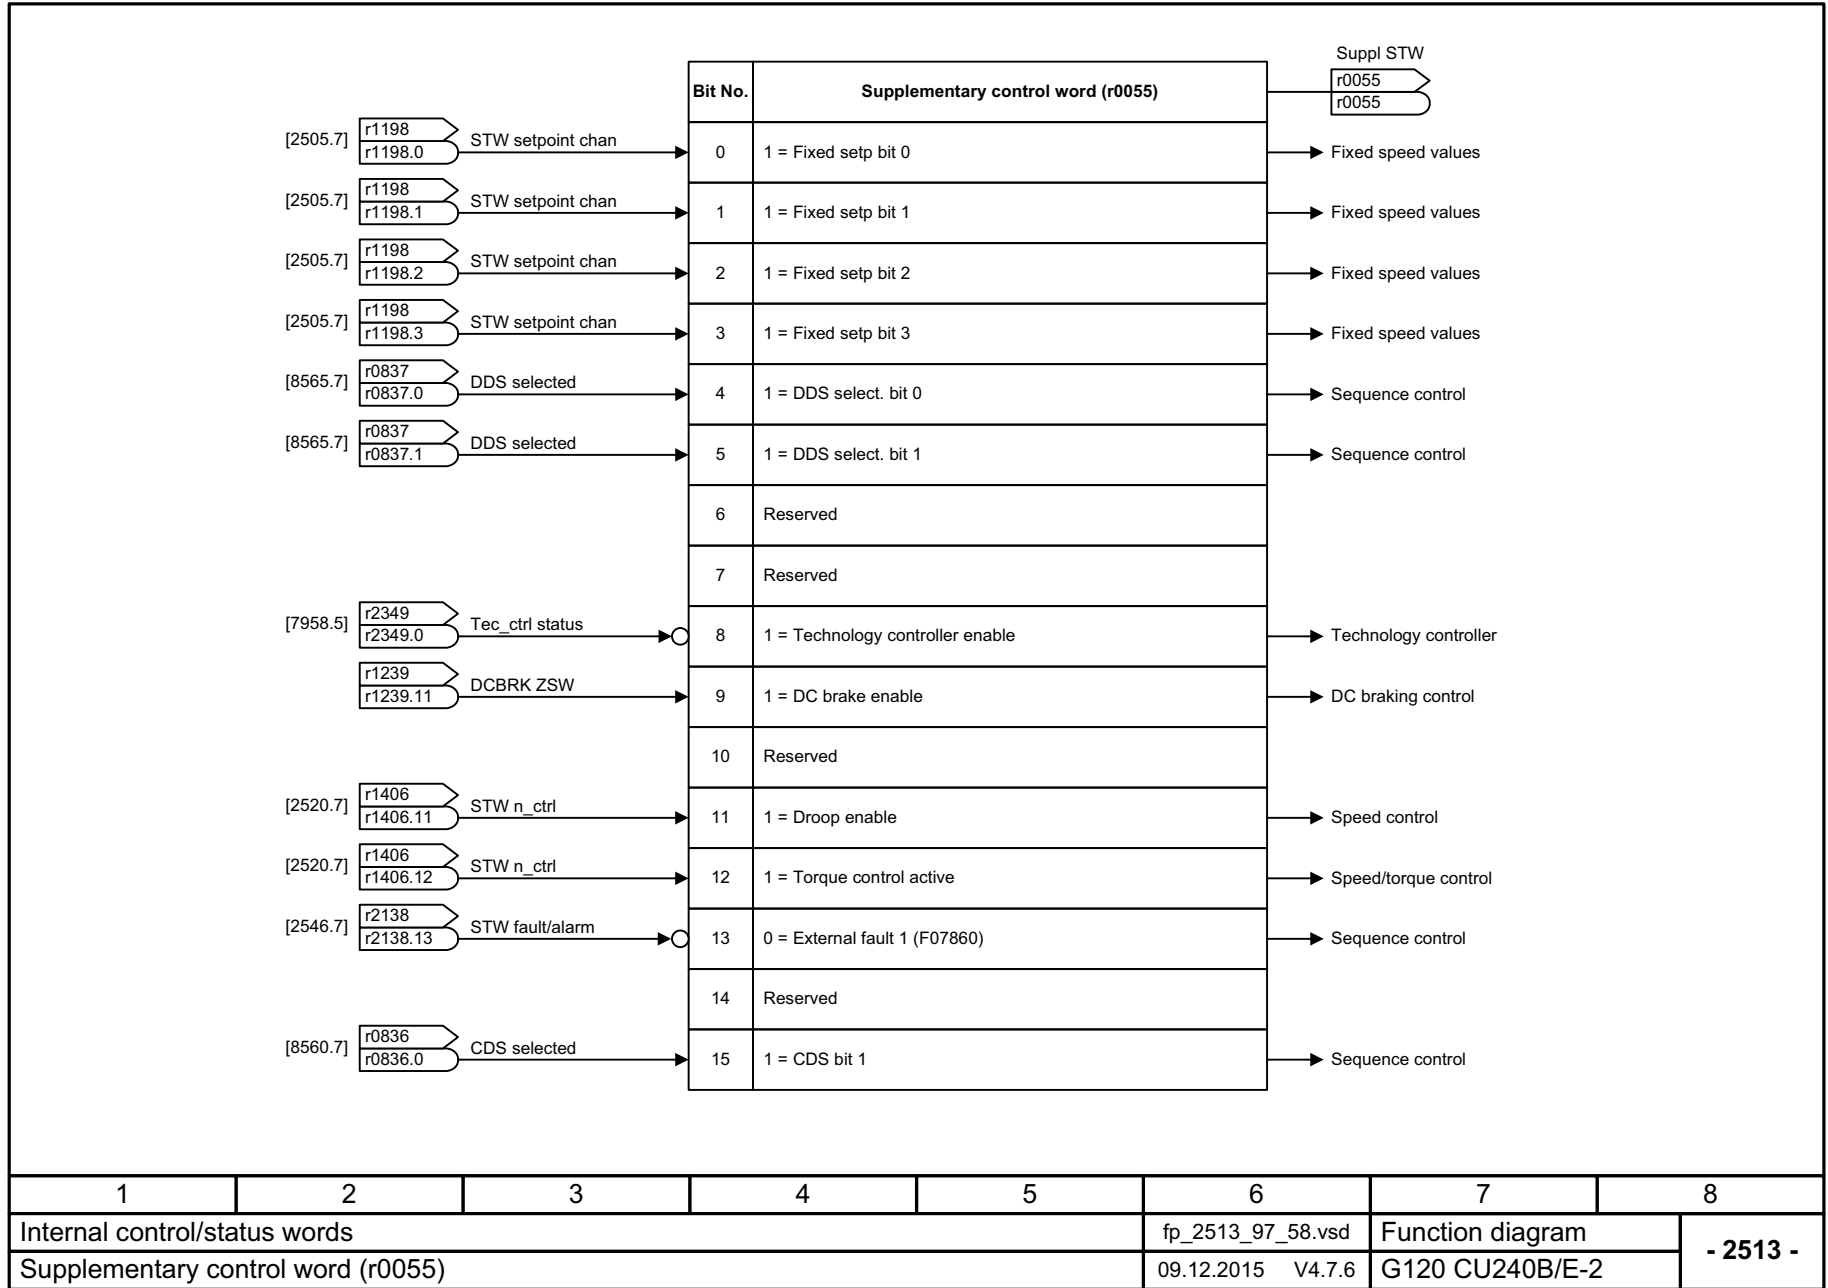 Suppl STW
r0055
r0055
Bit No. Supplementary control word (r0055)
[2505.7] r1198 r1198.0 STW setpoint chan 0 1 = Fixed setp bit 0 Fixed speed values
[2505.7] r1198 r1198.1 STW setpoint chan 1 1 = Fixed setp bit 1 Fixed speed values
[2505.7] r1198 r1198.2 STW setpoint chan 2 1 = Fixed setp bit 2 Fixed speed values
[2505.7] r1198 r1198.3 STW setpoint chan 3 1 = Fixed setp bit 3 Fixed speed values
[8565.7] r0837 r0837.0 DDS selected 4 1 = DDS select. bit 0 Sequence control
[8565.7] r0837 r0837.1 DDS selected 5 1 = DDS select. bit 1 Sequence control
6 Reserved
7 Reserved
[7958.5] r2349 r2349.0 Tec_ctrl status 8 1 = Technology controller enable Technology controller
r1239 r1239.11 DCBRK ZSW 9 1 = DC brake enable DC braking control
10 Reserved
[2520.7] r1406 r1406.11 STW n_ctrl 11 1 = Droop enable Speed control
[2520.7] r1406 r1406.12 STW n_ctrl 12 1 = Torque control active Speed/torque control
[2546.7] r2138 r2138.13 STW fault/alarm 13 0 = External fault 1 (F07860) Sequence control
14 Reserved
[8560.7] r0836 r0836.0 CDS selected 15 1 = CDS bit 1 Sequence control
1 2 3 4 5 6 7 8
Internal control/status words fp_2513_97_58.vsd Function diagram - 2513 -
Supplementary control word (r0055) 09.12.2015 V4.7.6 G120 CU240B/E-2